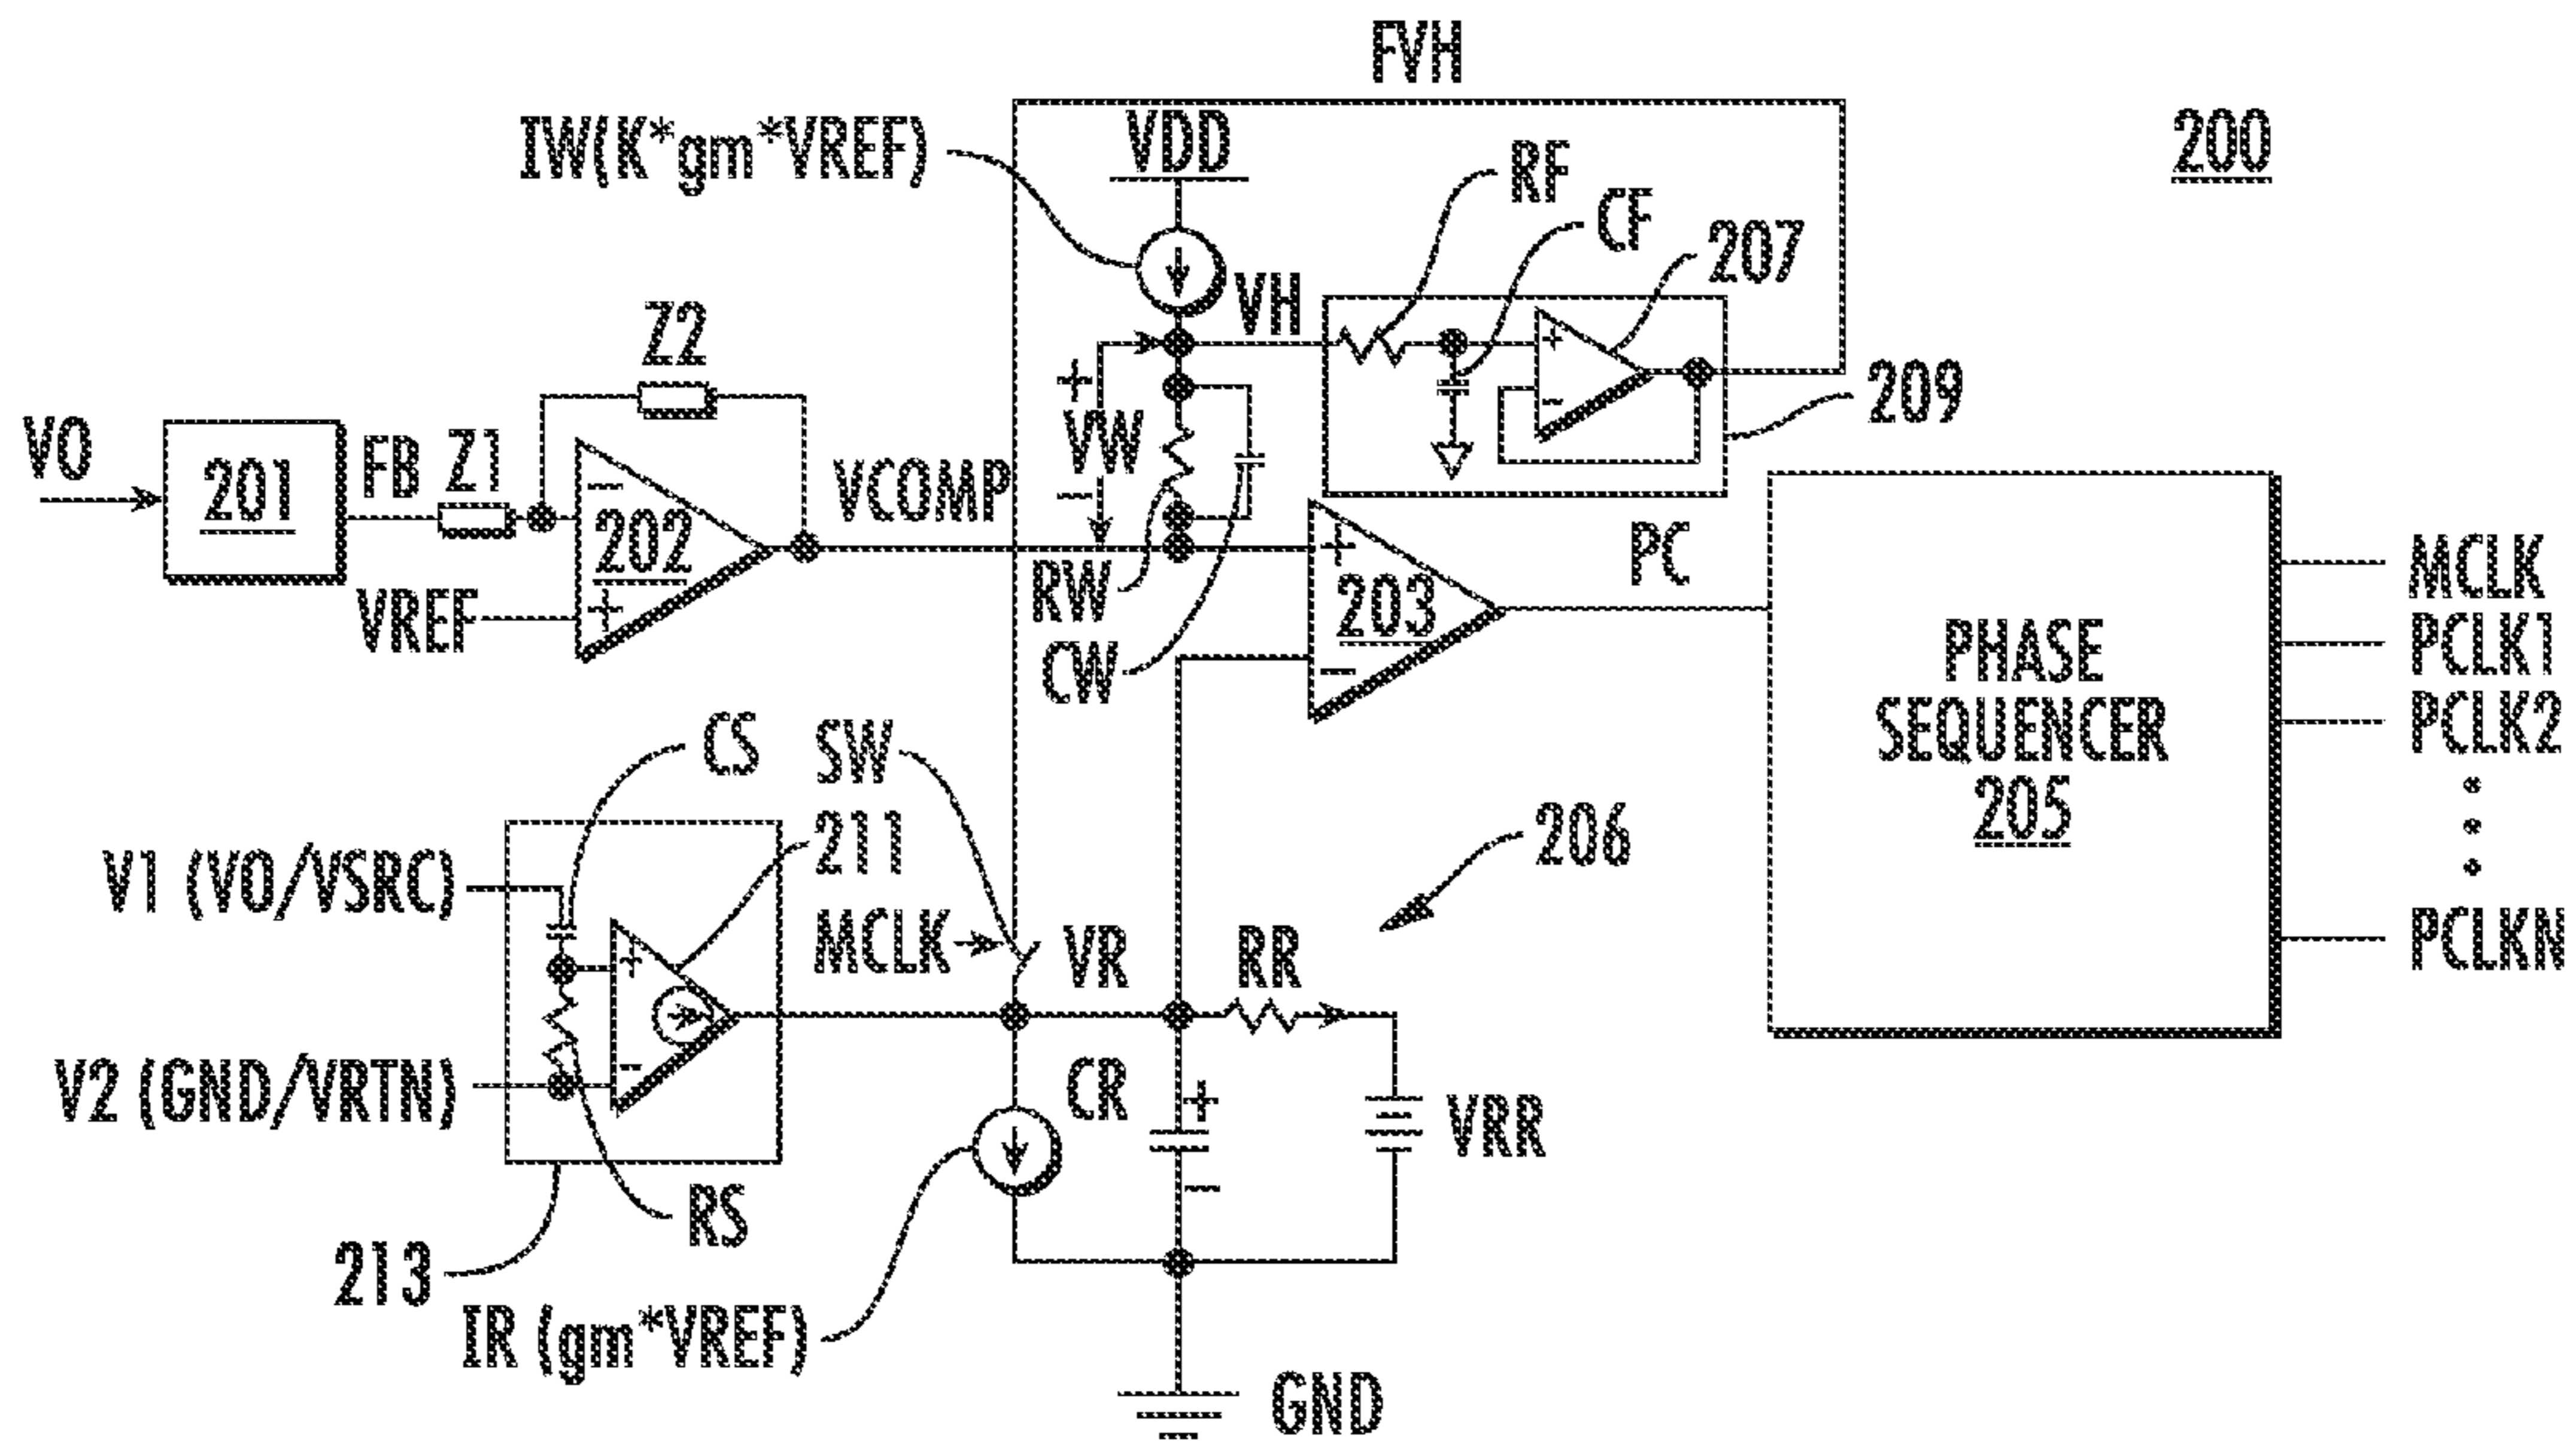 FVH
200
IW(K*gm*VREF)
VDD
RF
CF
207
VH
Z2
+
VW
−
+
−
209
VO
201
FB
Z1
−
202
+
VREF
VCOMP
RW
CW
+
203
−
PC
PHASE
SEQUENCER
205
MCLK
PCLK1
PCLK2
PCLKN
CS
SW
211
206
V1 (VO/VSRC)
+
−
MCLK
VR
RR
V2 (GND/VRTN)
CR
+
−
VRR
RS
213
IR (gm*VREF)
GND